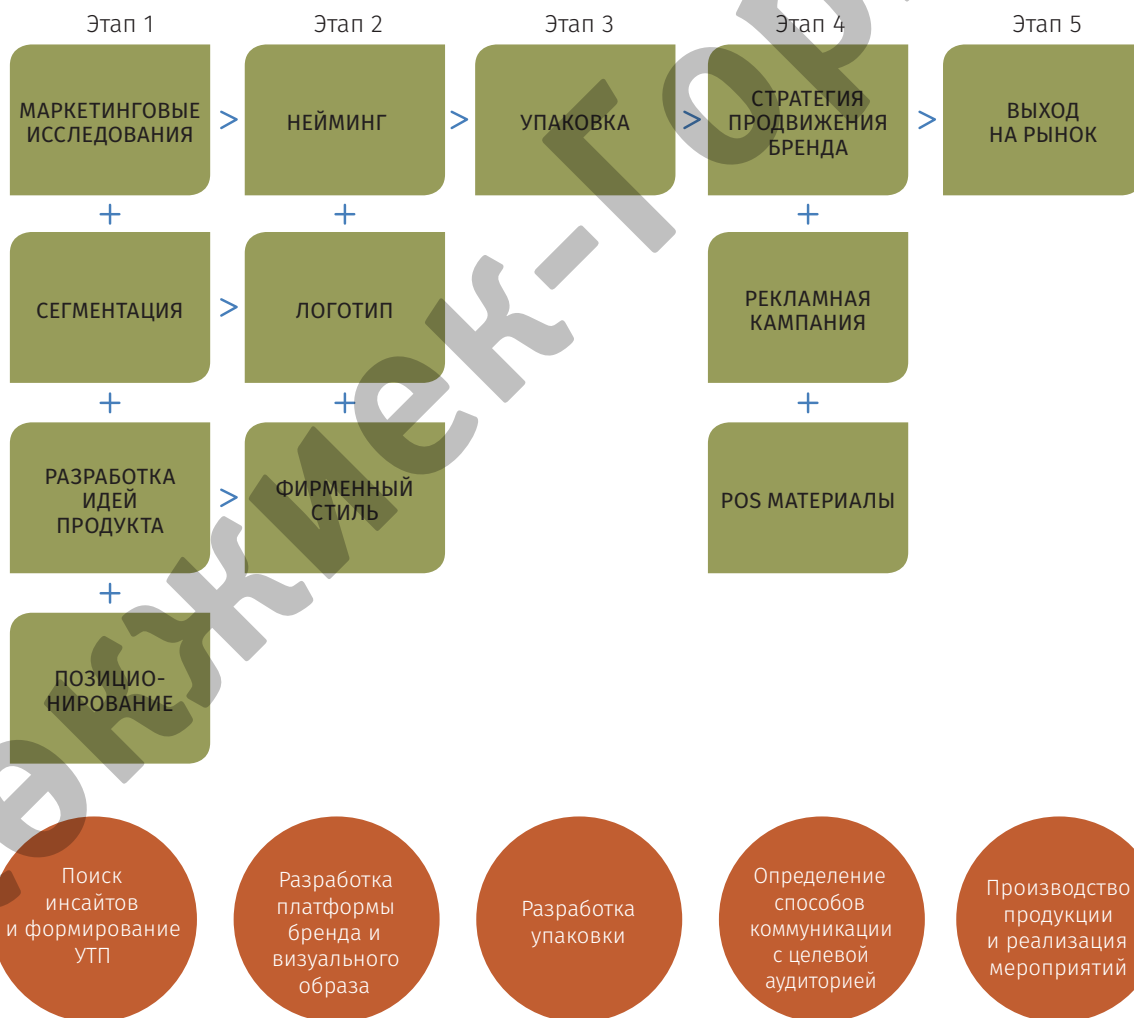 Этап 1
Этап 2
Этап 3
Этап 4
Этап 5
МАРКЕТИНГОВЫЕ
ИССЛЕДОВАНИЯ
>
НЕЙМИНГ
>
УПАКОВКА
>
СТРАТЕГИЯ
ПРОДВИЖЕНИЯ
БРЕНДА
>
ВЫХОД
НА РЫНОК
+
+
+
СЕГМЕНТАЦИЯ
>
ЛОГОТИП
РЕКЛАМНАЯ
КАМПАНИЯ
+
+
+
РАЗРАБОТКА
ИДЕЙ
ПРОДУКТА
>
ФИРМЕННЫЙ
СТИЛЬ
POS МАТЕРИАЛЫ
+
ПОЗИЦИО-
НИРОВАНИЕ
Поиск
инсайтов
и формирование
УТП
Разработка
платформы
бренда и
визуального
образа
Разработка
упаковки
Определение
способов
коммуникации
с целевой
аудиторией
Производство
продукции
и реализация
мероприятий